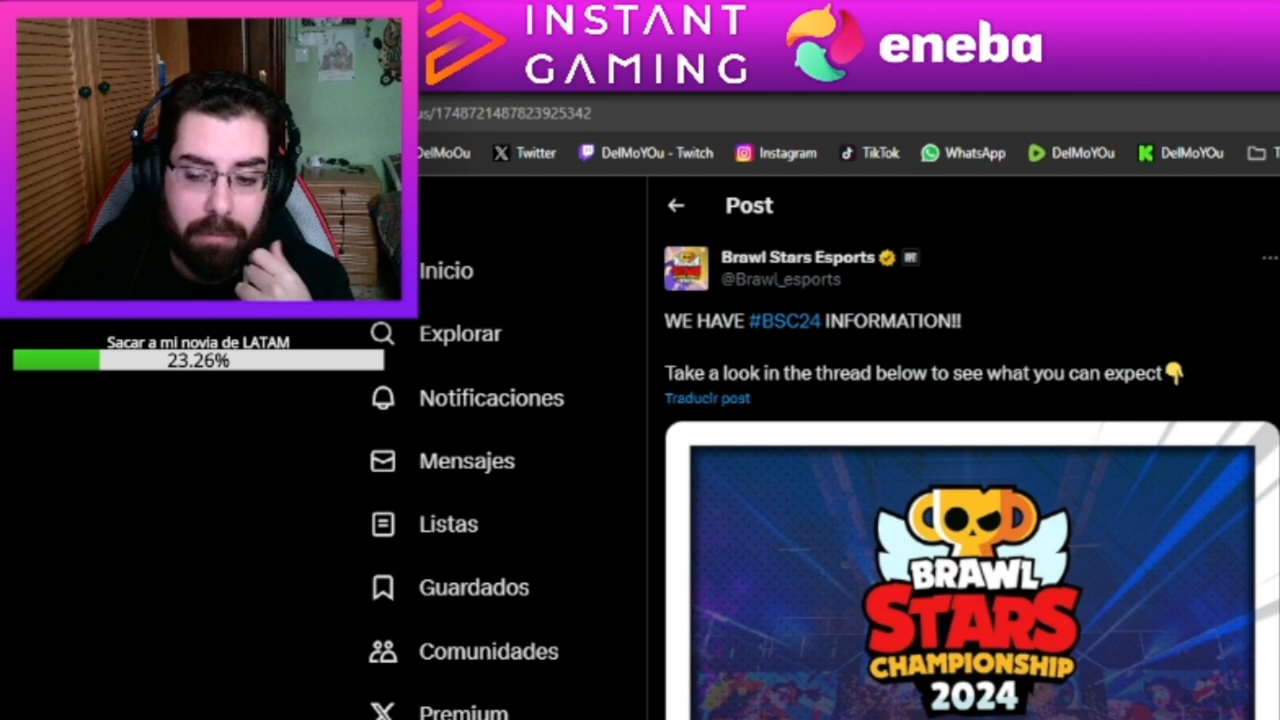 INSTANT
GAMING
eneba
us/1748721487823925342
DelMoOu
Twitter
DelMoYOu - Twitch
Instagram
TikTok
WhatsApp
DelMoYOu
DelMoYOu
Post
Brawl Stars Esports
@Brawl_esports
WE HAVE #BSC24 INFORMATION!!
Take a look in the thread below to see what you can expect👇
Traducir post
Inicio
Explorar
Notificaciones
Mensajes
Listas
Guardados
Comunidades
Premium
Sacar a mi novia de LATAM
23.26%
BRAWL
STARS
CHAMPIONSHIP
2024